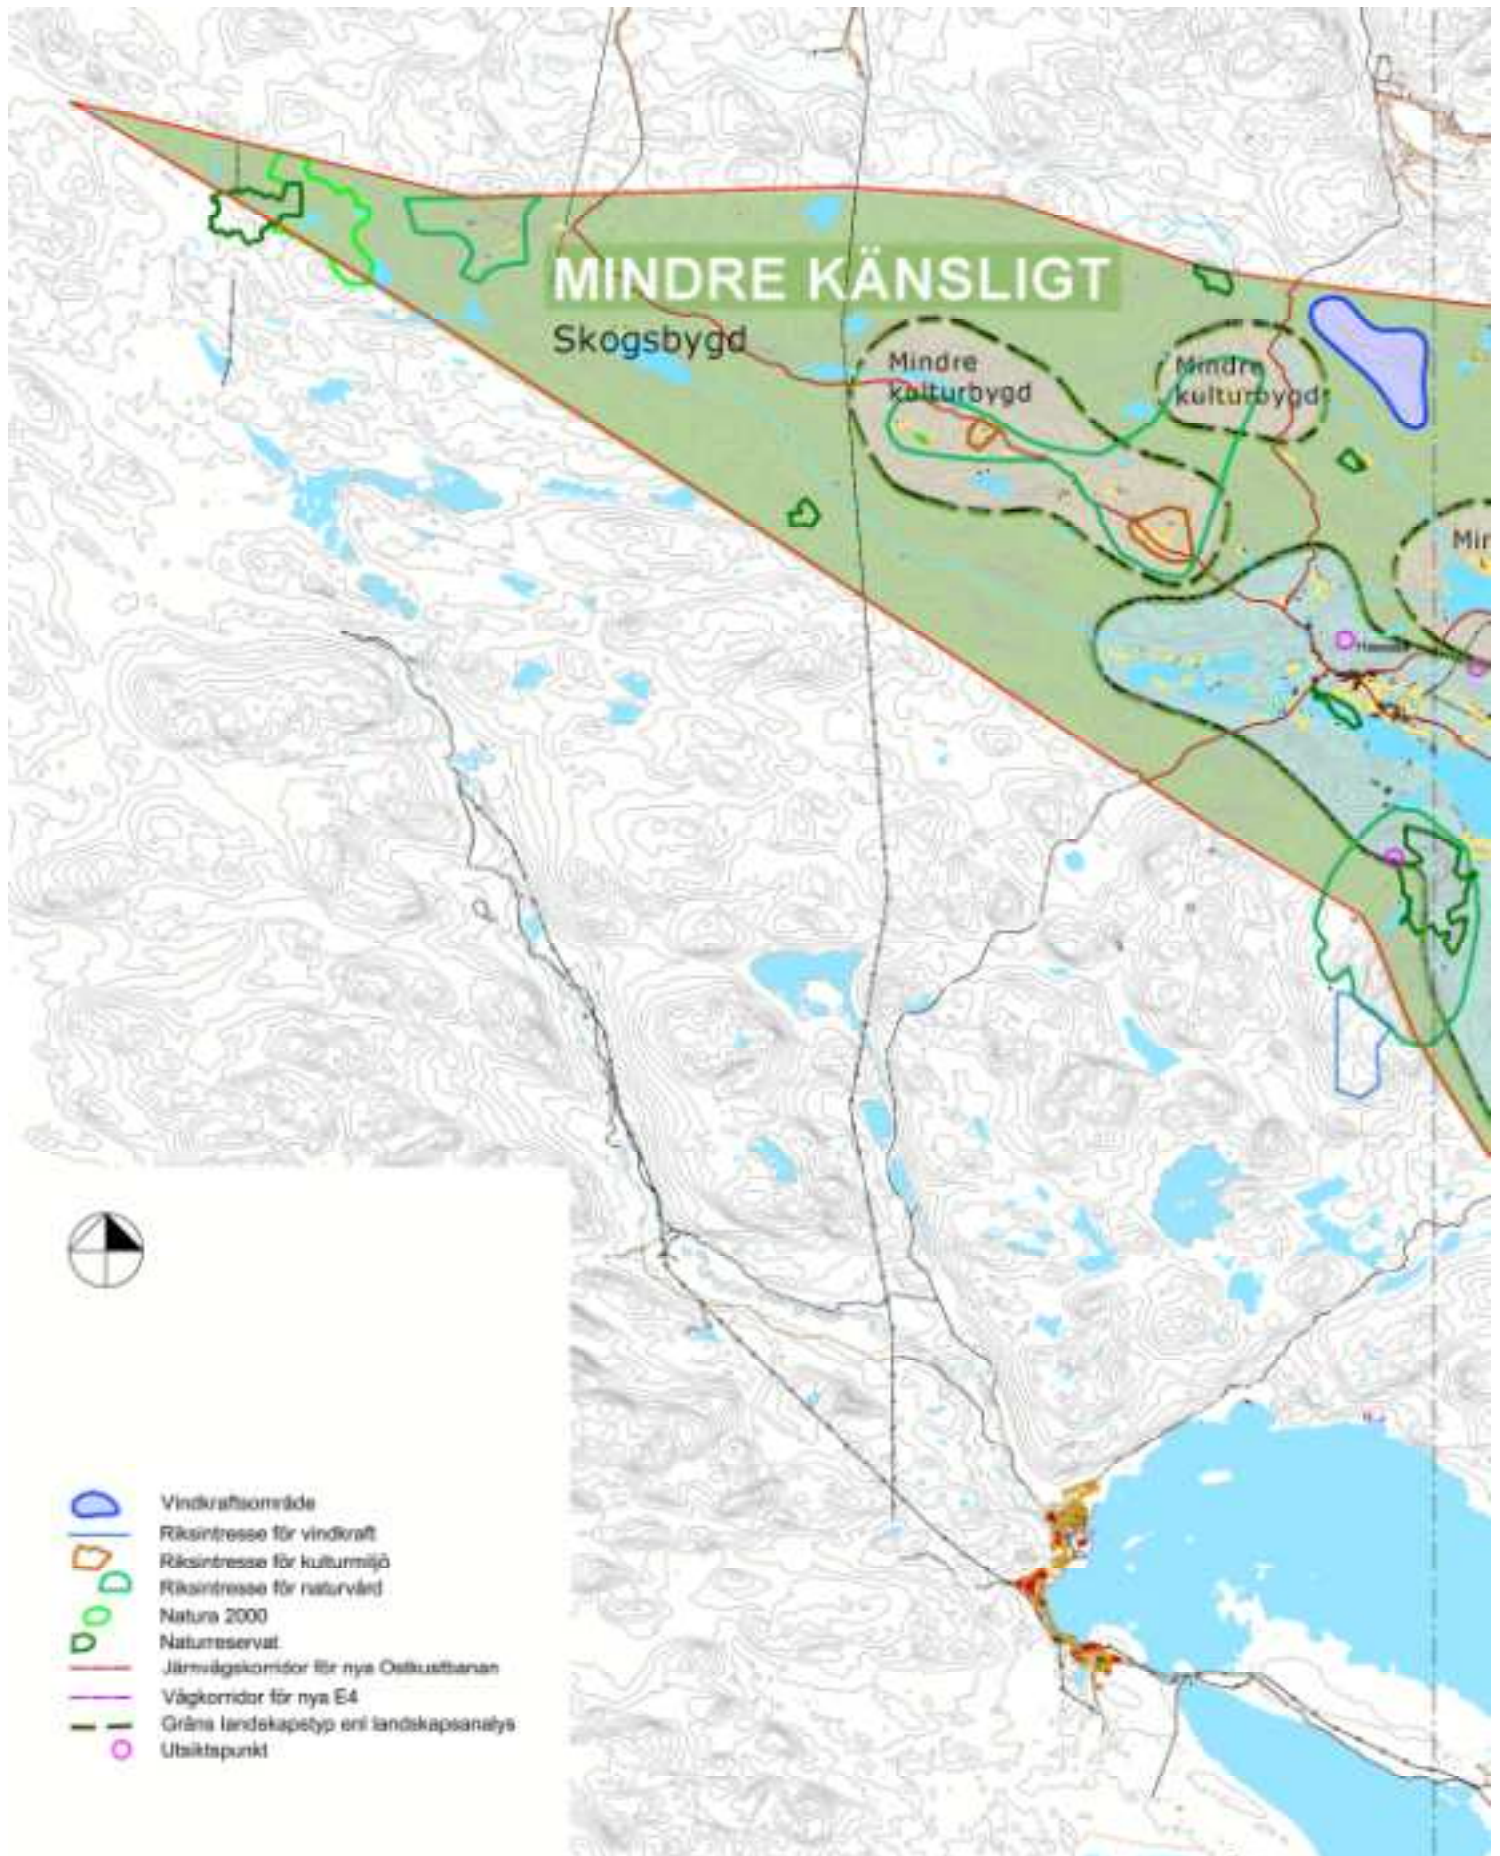 MINDRE KÄNSLIGT
Skogsbygd
Mindre
kulturbygd
Mindre
kulturbygd
Min
Vindkraftsområde
Riksintresse för vindkraft
Riksintresse för kulturmiljö
Riksintresse för naturvård
Natura 2000
Naturreservat
Järnvägskorridor för nya Ostkustbanan
Vägkorridor för nya E4
Gräns landskapstyp enl landskapsanalys
Utsiktspunkt